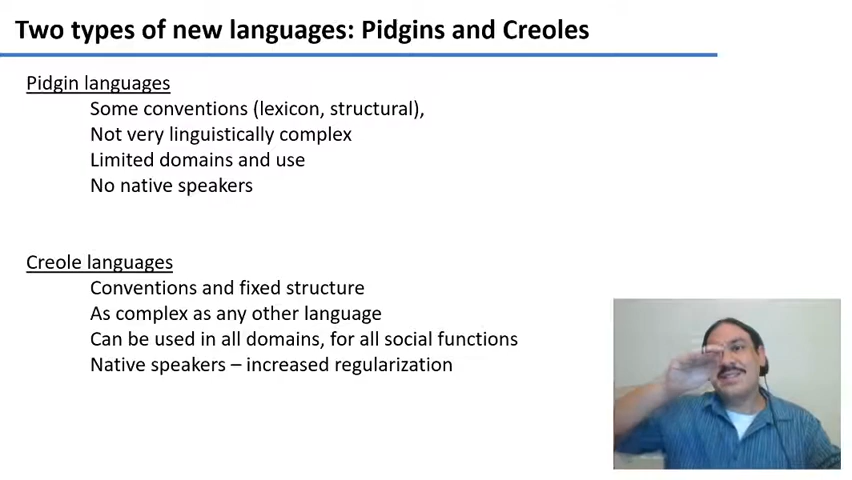 Two types of new languages: Pidgins and Creoles
Pidgin languages
Some conventions (lexicon, structural),
Not very linguistically complex
Limited domains and use
No native speakers
Creole languages
Conventions and fixed structure
As complex as any other language
Can be used in all domains, for all social functions
Native speakers – increased regularization